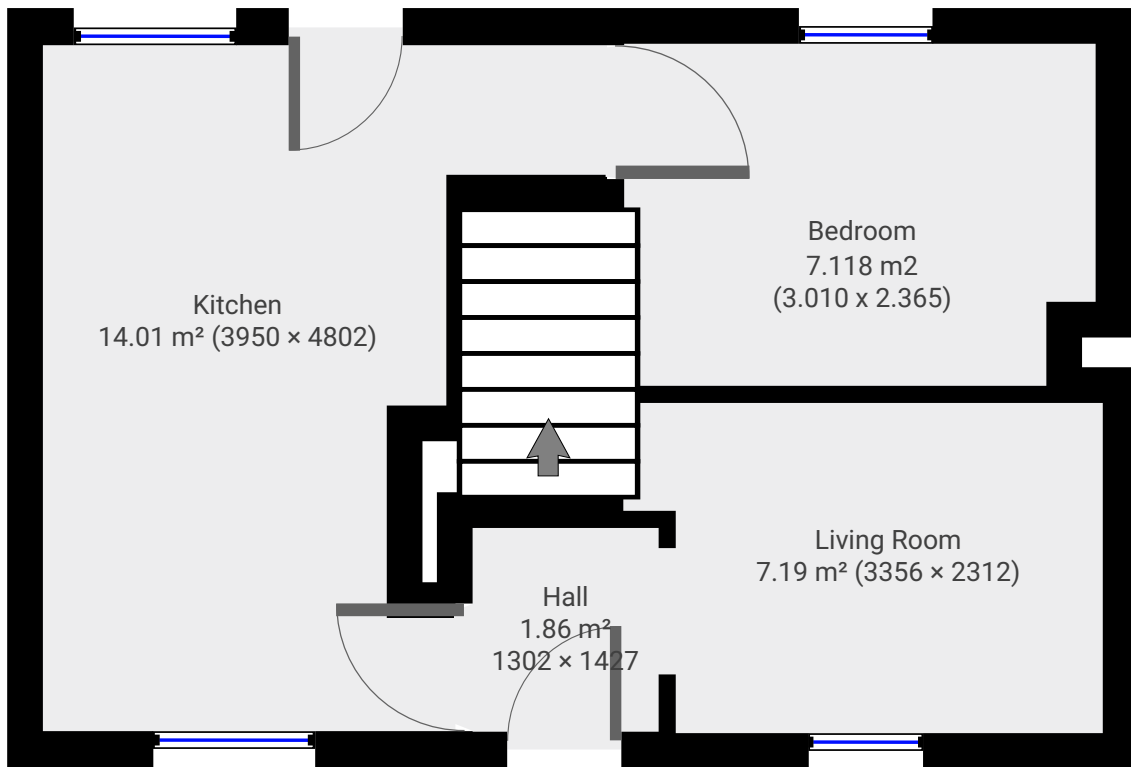 Bedroom
7.118 m2
(3.010 x 2.365)
Kitchen
14.01 m² (3950 × 4802)
Living Room
7.19 m² (3356 × 2312)
Hall
1.86 m²
1302 × 1427